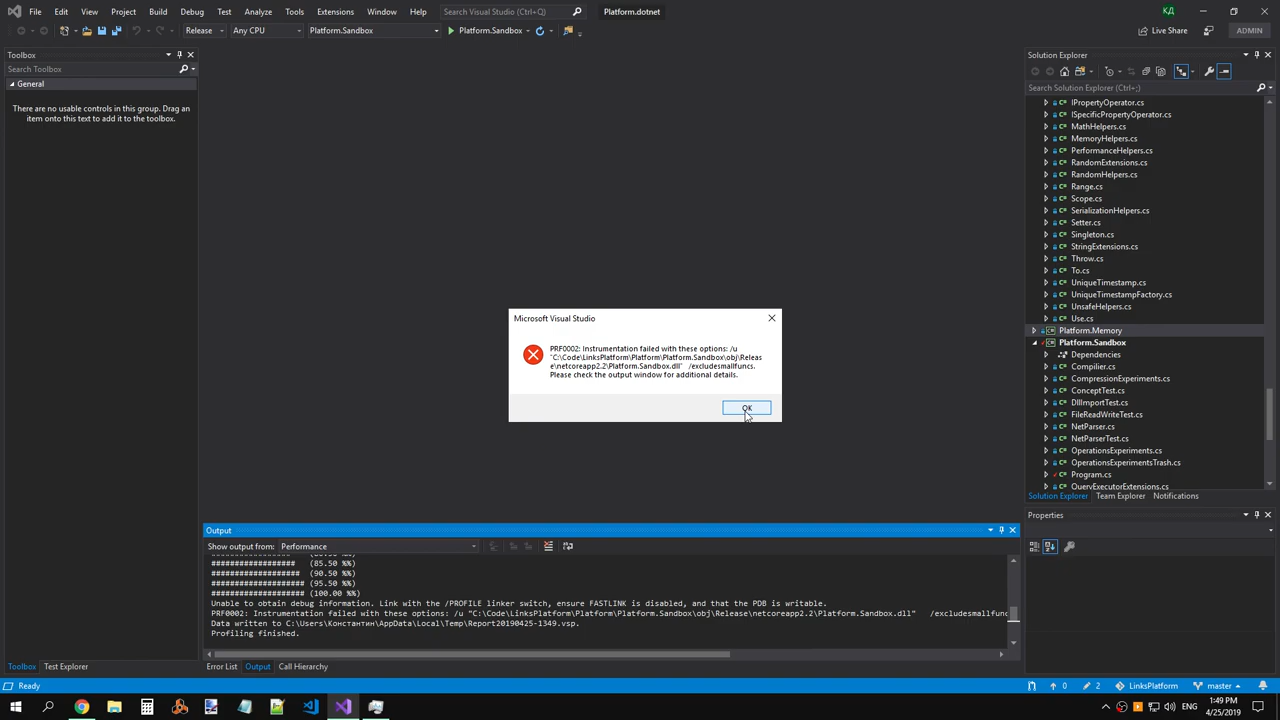 File Edit View Project Build Debug Test Analyze Tools Extensions Window Help Search Visual Studio (Ctrl+Q) Platform.dotnet КД
Release Any CPU Platform.Sandbox Platform.Sandbox Live Share ADMIN
Toolbox
Search Toolbox
General
There are no usable controls in this group. Drag an
item onto this text to add it to the toolbox.
Solution Explorer
Search Solution Explorer (Ctrl+;)
IPropertyOperator.cs
ISpecificPropertyOperator.cs
MathHelpers.cs
MemoryHelpers.cs
PerformanceHelpers.cs
RandomExtensions.cs
RandomHelpers.cs
Range.cs
Scope.cs
SerializationHelpers.cs
Setter.cs
Singleton.cs
StringExtensions.cs
Throw.cs
To.cs
UniqueTimestamp.cs
UniqueTimestampFactory.cs
UnsafeHelpers.cs
Use.cs
Platform.Memory
Platform.Sandbox
Dependencies
Compilier.cs
CompressionExperiments.cs
ConceptTest.cs
DllImportTest.cs
FileReadWriteTest.cs
NetParser.cs
NetParserTest.cs
OperationsExperiments.cs
OperationsExperimentsTrash.cs
Program.cs
QueryExecutorExtensions.cs
Solution Explorer Team Explorer Notifications
Properties
Microsoft Visual Studio
PRF0002: Instrumentation failed with these options: /u
"C:\Code\LinksPlatform\Platform\Platform.Sandbox\obj\Releas
e\netcoreapp2.2\Platform.Sandbox.dll" /excludesmallfuncs.
Please check the output window for additional details.
OK
Output
Show output from: Performance
################## (85.50 %%)
################### (90.50 %%)
#################### (95.50 %%)
#################### (100.00 %%)
Unable to obtain debug information. Link with the /PROFILE linker switch, ensure FASTLINK is disabled, and that the PDB is writable.
PRF0002: Instrumentation failed with these options: /u "C:\Code\LinksPlatform\Platform\Platform.Sandbox\obj\Release\netcoreapp2.2\Platform.Sandbox.dll" /excludesmallfunc
Data written to C:\Users\Константин\AppData\Local\Temp\Report20190425-1349.vsp.
Profiling finished.
Toolbox Test Explorer
Error List Output Call Hierarchy
Ready 0 2 LinksPlatform master
ENG 1:49 PM
4/25/2019